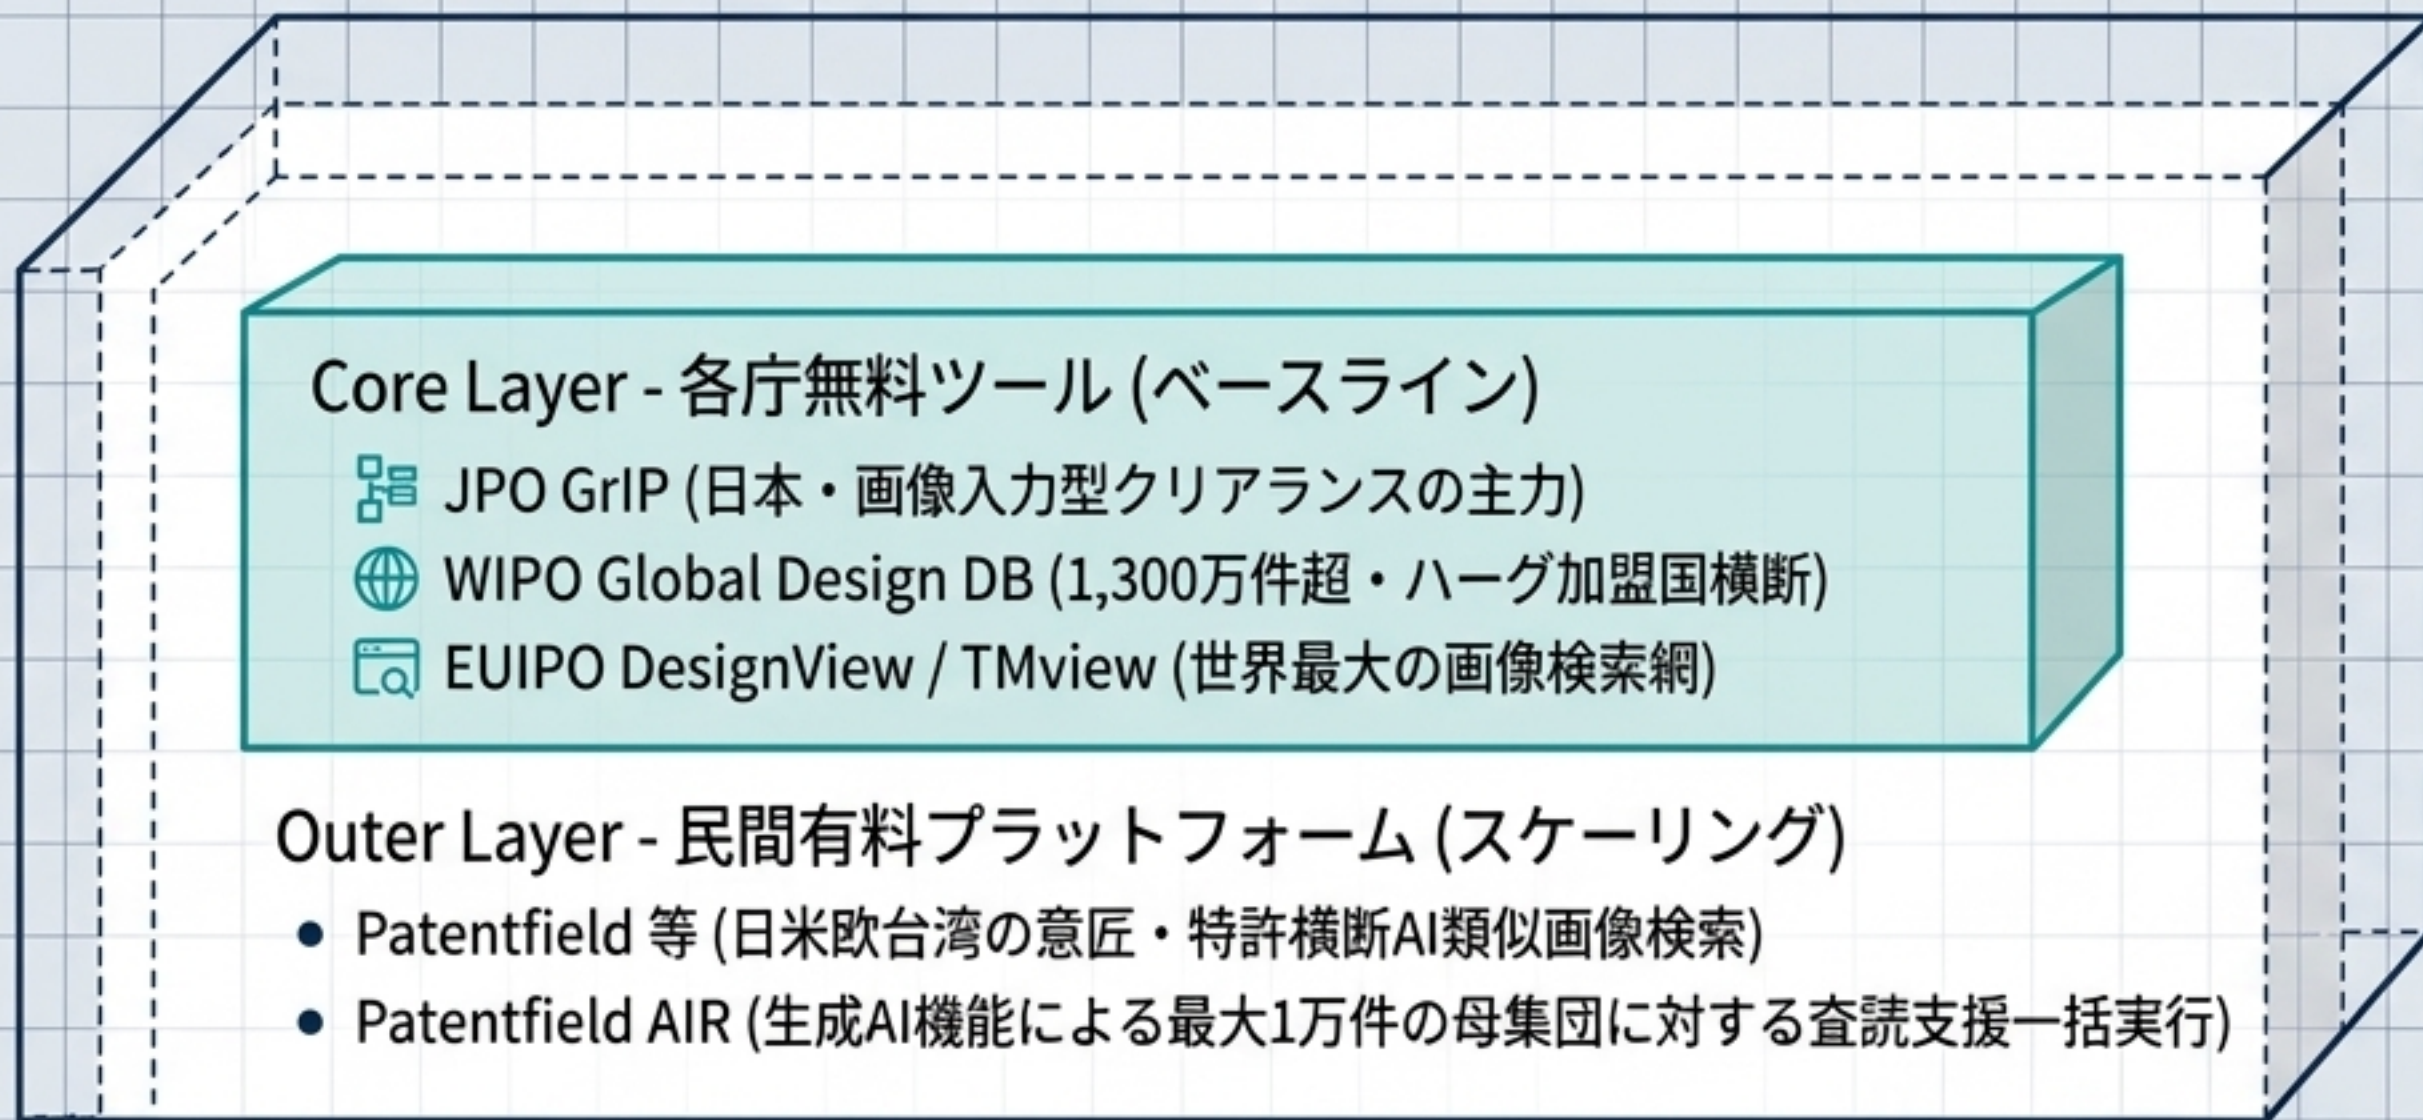 Core Layer - 各庁無料ツール (ベースライン)
JPO GrIP (日本・画像入力型クリアランスの主力)
WIPO Global Design DB (1,300万件超・ハーグ加盟国横断)
EUIPO DesignView / TMview (世界最大の画像検索網)
Outer Layer - 民間有料プラットフォーム (スケーリング)
• Patentfield 等 (日米欧台湾の意匠・特許横断AI類似画像検索)
• Patentfield AIR (生成AI機能による最大1万件の母集団に対する査読支援一括実行)